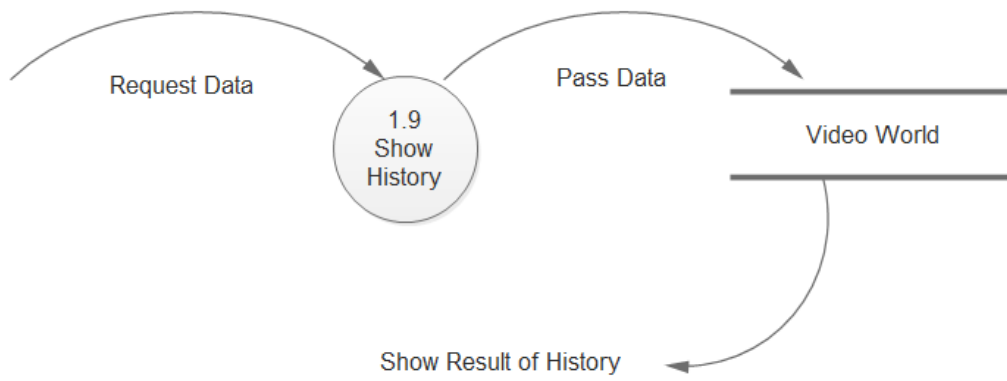 Request Data
Pass Data
1.9
Show
History
Video World
Show Result of History